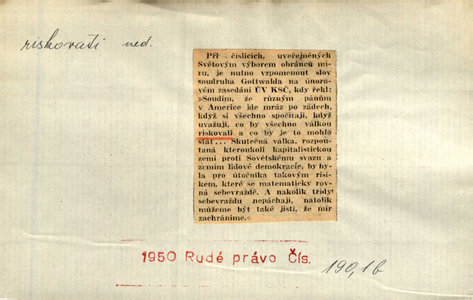 riskovati ned.
Při číslicích, uveřejněných
Světovým výborem obránců mí-
ru, je nutno vzpomenout slov
soudruha Gottwalda na únoro-
vém zasedání ÚV KSČ, kdy řekl:
»Soudím, že různým pánům
v Americe jde mráz po zádech,
když si všechno spočítají, když
uvažují, co by všechno válkou
riskovali a co by je to mohlo
stát... Skutečná válka, rozpou-
taná kteroukoli kapitalistickou
zemí proti Sovětskému svazu a
zemím lidové demokracie, by by-
la pro útočníka takovým risi-
kem, které se matematicky rov-
ná sebevraždě. A nakolik třídy
sebevraždu nepáchají, natolik
můžeme být také jisti, že mír
zachráníme.«
1950 Rudé právo Čís. 190,1b